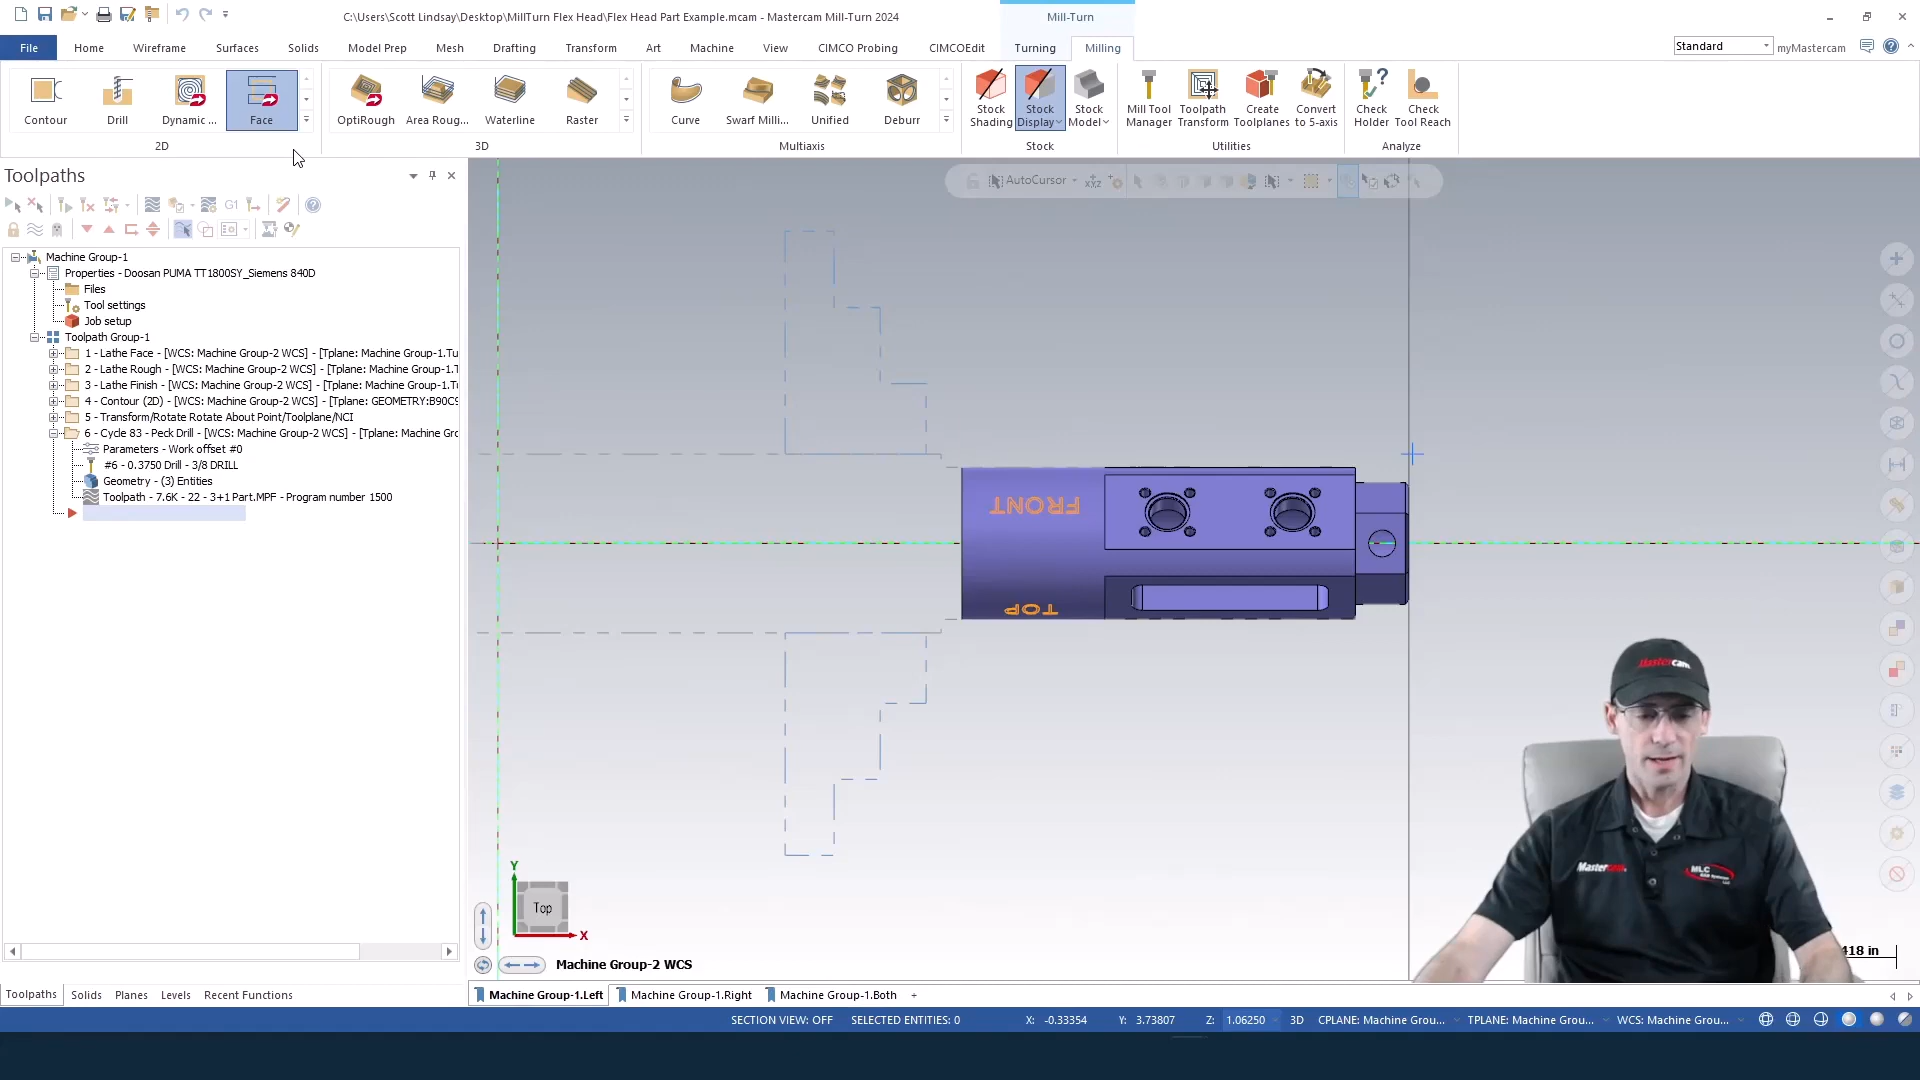 C:\Users\Scott Lindsay\Desktop\MillTurn Flex Head\Flex Head Part Example.mcam - Mastercam Mill-Turn 2024
Mill-Turn
File Home Wireframe Surfaces Solids Model Prep Mesh Drafting Transform Art Machine View CIMCO Probing CIMCOEdit Turning Milling
Standard myMastercam
Contour Drill Dynamic ... Face OptiRough Area Roug... Waterline Raster Curve Swarf Milli... Unified Deburr
Stock Shading
Stock Display
Stock Model
Mill Tool Manager
Toolpath Transform
Create Toolplanes
Convert to 5-axis
Check Holder
Check Tool Reach
2D 3D Multiaxis Stock Utilities Analyze
Toolpaths
AutoCursor
G1
Machine Group-1
Properties - Doosan PUMA TT1800SY_Siemens 840D
Files
Tool settings
Job setup
Toolpath Group-1
1 - Lathe Face - [WCS: Machine Group-2 WCS] - [Tplane: Machine Group-1.Tu
2 - Lathe Rough - [WCS: Machine Group-2 WCS] - [Tplane: Machine Group-1.T
3 - Lathe Finish - [WCS: Machine Group-2 WCS] - [Tplane: Machine Group-1.Tu
4 - Contour (2D) - [WCS: Machine Group-2 WCS] - [Tplane: GEOMETRY:B90C9
5 - Transform/Rotate Rotate About Point/Toolplane/NCI
6 - Cycle 83 - Peck Drill - [WCS: Machine Group-2 WCS] - [Tplane: Machine Gro
Parameters - Work offset #0
#6 - 0.3750 Drill - 3/8 DRILL
Geometry - (3) Entities
Toolpath - 7.6K - 22 - 3+1 Part.MPF - Program number 1500
FRONT
TOP
Mastercam
Mastercam MLC
Y
Top
X
418 in
Machine Group-2 WCS
Toolpaths Solids Planes Levels Recent Functions
Machine Group-1.Left Machine Group-1.Right Machine Group-1.Both +
SECTION VIEW: OFF SELECTED ENTITIES: 0 X: -0.33354 Y: 3.73807 Z: 1.06250 3D CPLANE: Machine Grou... TPLANE: Machine Grou... WCS: Machine Grou...